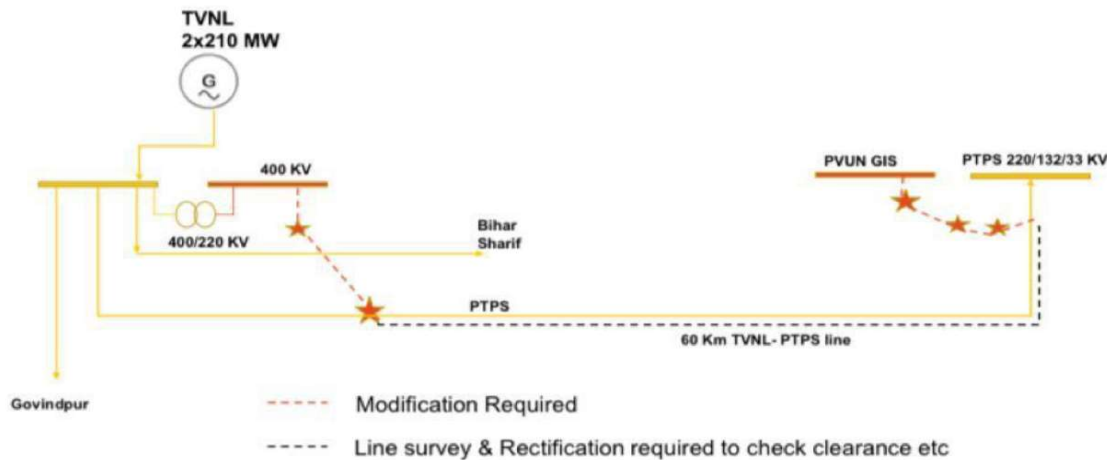 TVNL
2x210 MW
G
400 KV
PVUN GIS
PTPS 220/132/33 KV
400/220 KV
Bihar
Sharif
PTPS
60 Km TVNL- PTPS line
Govindpur
Modification Required
Line survey & Rectification required to check clearance etc